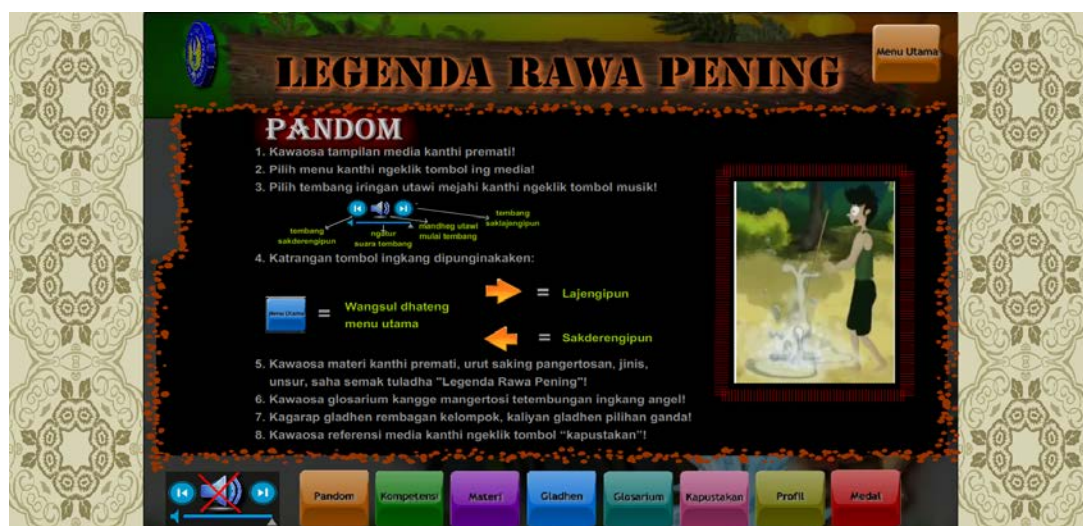 Menu Utama
LEGENDA RAWA PENING
PANDOM
1. Kawaosa tampilan media kanthi premati!
2. Pilih menu kanthi ngeklik tombol ing media!
3. Pilih tembang iringan utawi mejahi kanthi ngeklik tombol musik!
tembang sakderengipun
ngatur suara tembang
mandheg utawi mulai tembang
tembang saklajengipun
4. Katrangan tombol ingkang dipunginakaken:
Menu Utama
= Wangsul dhateng
menu utama
= Lajengipun
= Sakderengipun
5. Kawaosa materi kanthi premati, urut saking pangertosan, jinis,
unsur, saha semak tuladha "Legenda Rawa Pening"!
6. Kawaosa glosarium kangge mangertosi tetembungan ingkang angel!
7. Kagarap gladhen rembagan kelompok, kaliyan gladhen pilihan ganda!
8. Kawaosa referensi media kanthi ngeklik tombol "kapustakan"!
Pandom Kompetensi Materi Gladhen Glosarium Kapustakan Profil Medal